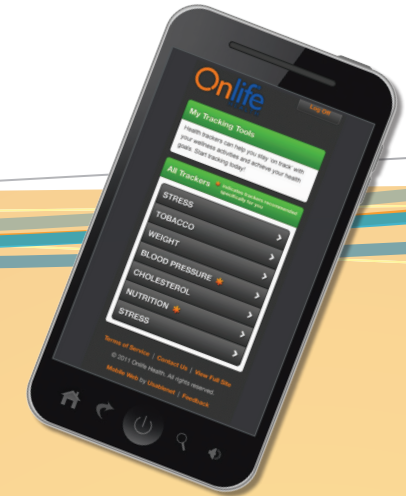 Onlife
Log Off
My Tracking Tools
Health trackers can help you stay 'on track' with
your wellness activities and achieve your health
goals. Start tracking today!
All Trackers ★ Indicates trackers recommended
specifically for you
STRESS
TOBACCO
WEIGHT
BLOOD PRESSURE ★
CHOLESTEROL
NUTRITION ★
STRESS
Terms of Service | Contact Us | View Full Site
© 2011 Onlife Health. All rights reserved.
Mobile Web by Usablenet | Feedback